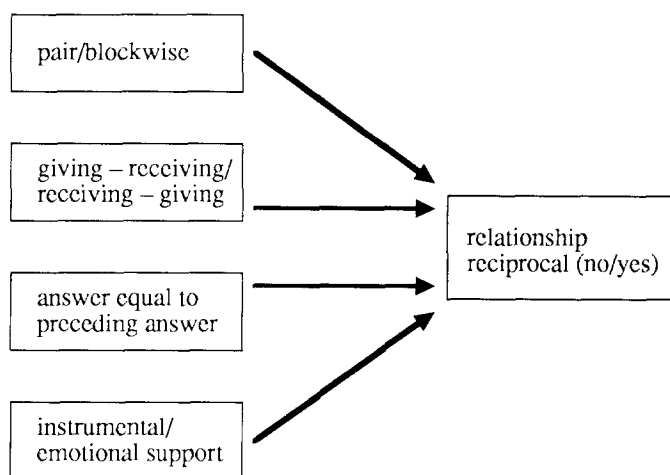 pair/blockwise
giving – receiving/
receiving – giving
answer equal to
preceding answer
instrumental/
emotional support
relationship
reciprocal (no/yes)